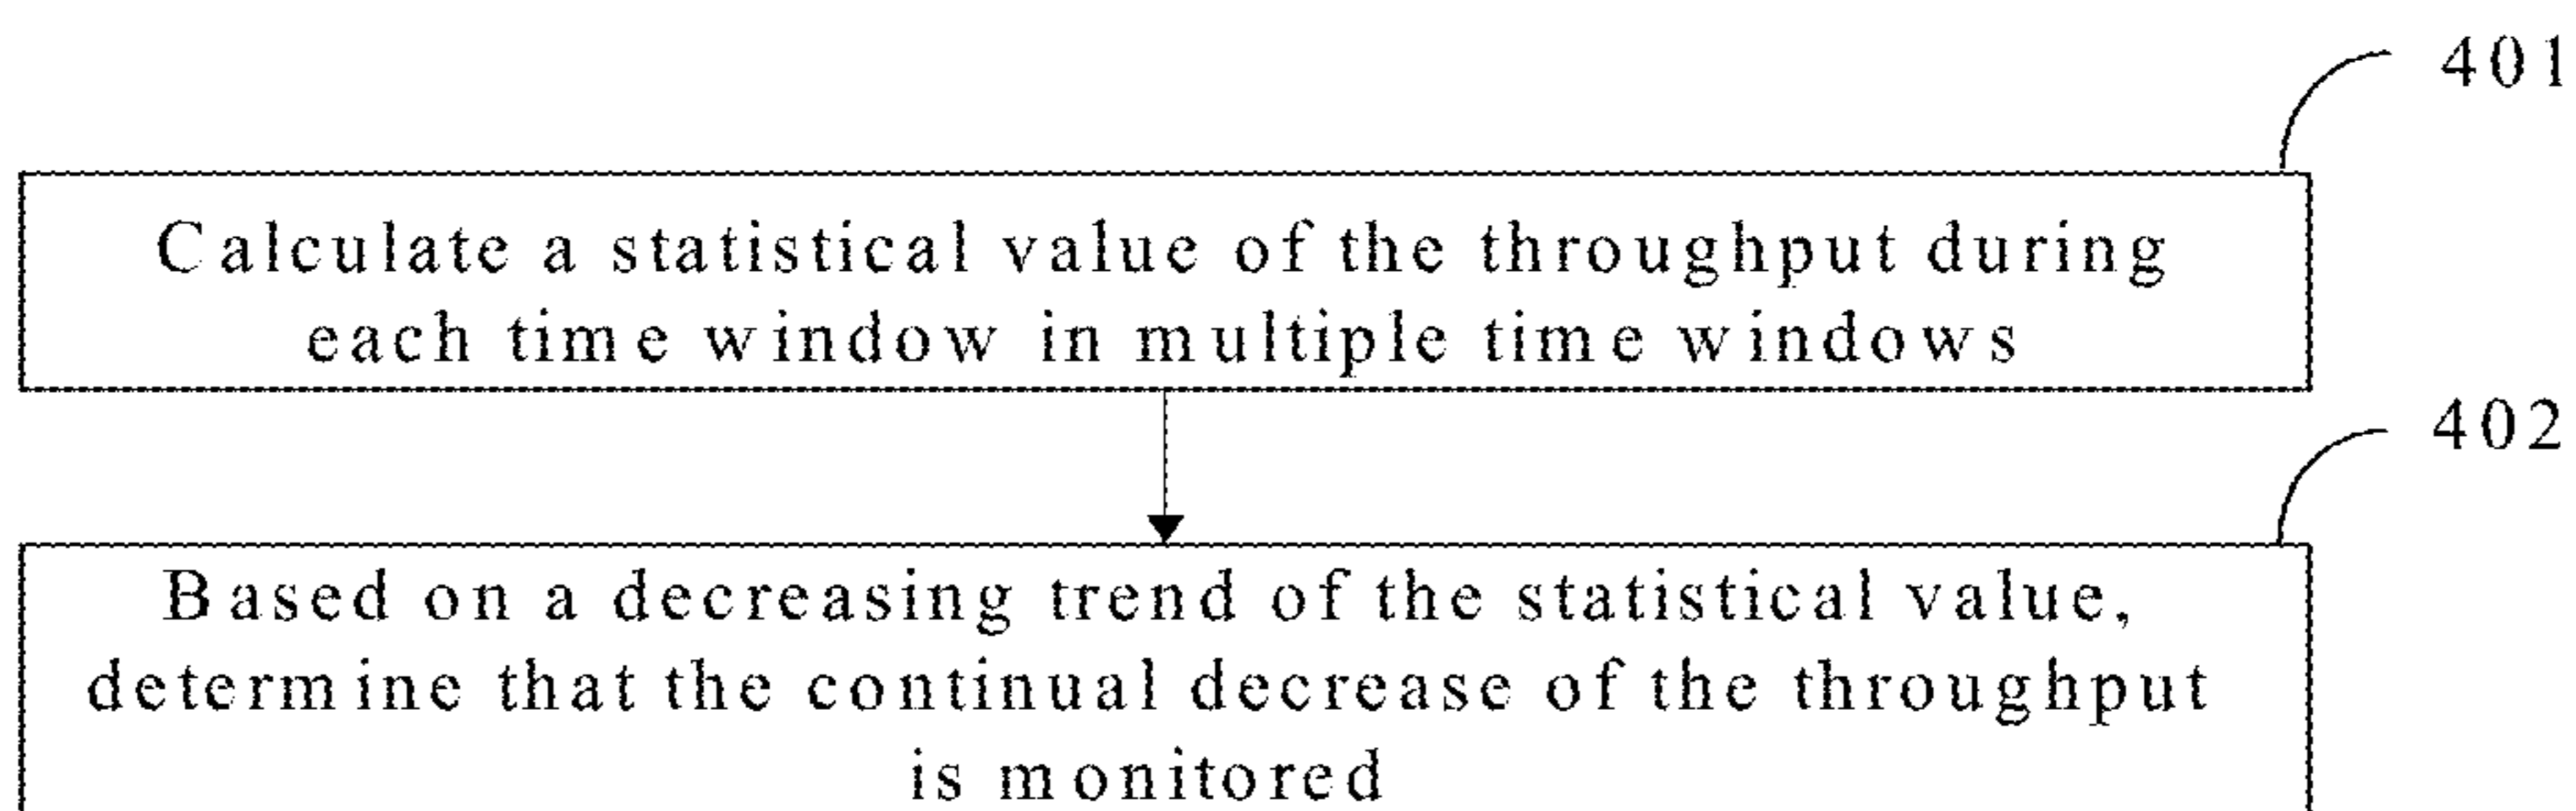 401
Calculate a statistical value of the throughput during
each time window in multiple time windows
402
Based on a decreasing trend of the statistical value,
determine that the continual decrease of the throughput
is monitored